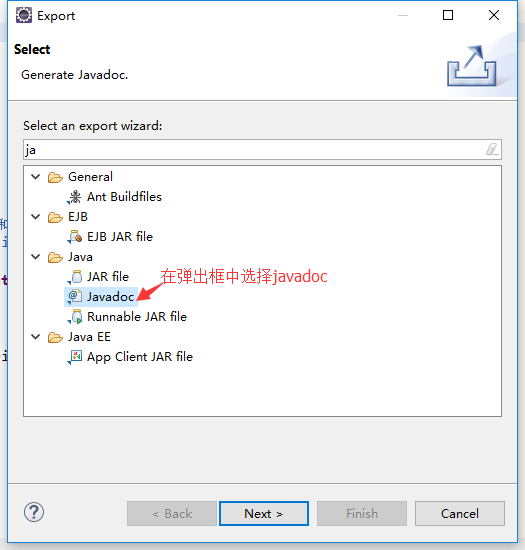 Export
Select
Generate Javadoc.
Select an export wizard:
ja
General
Ant Buildfiles
EJB
EJB JAR file
Java
JAR file
Javadoc
在弹出框中选择javadoc
Runnable JAR file
Java EE
App Client JAR file
< Back
Next >
Finish
Cancel